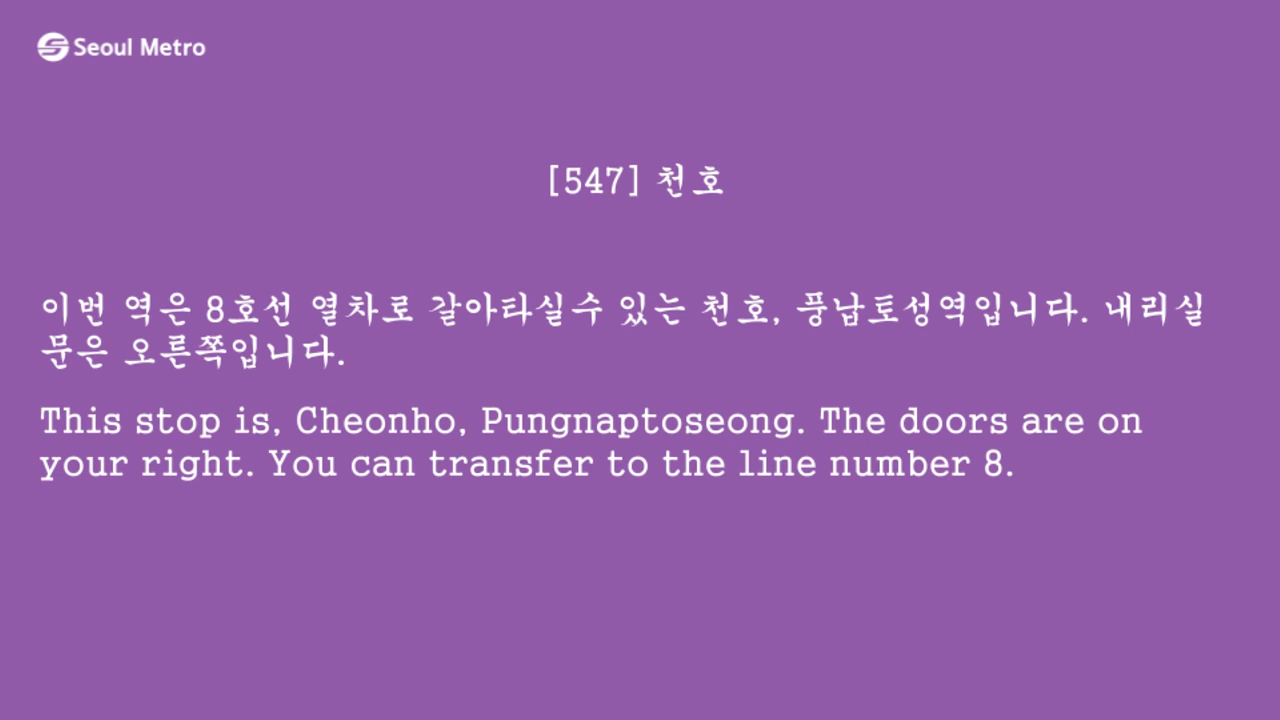 Seoul Metro
[547] 천호
이번 역은 8호선 열차로 갈아타실수 있는 천호, 풍남토성역입니다. 내리실
문은 오른쪽입니다.
This stop is, Cheonho, Pungnaptoseong. The doors are on
your right. You can transfer to the line number 8.